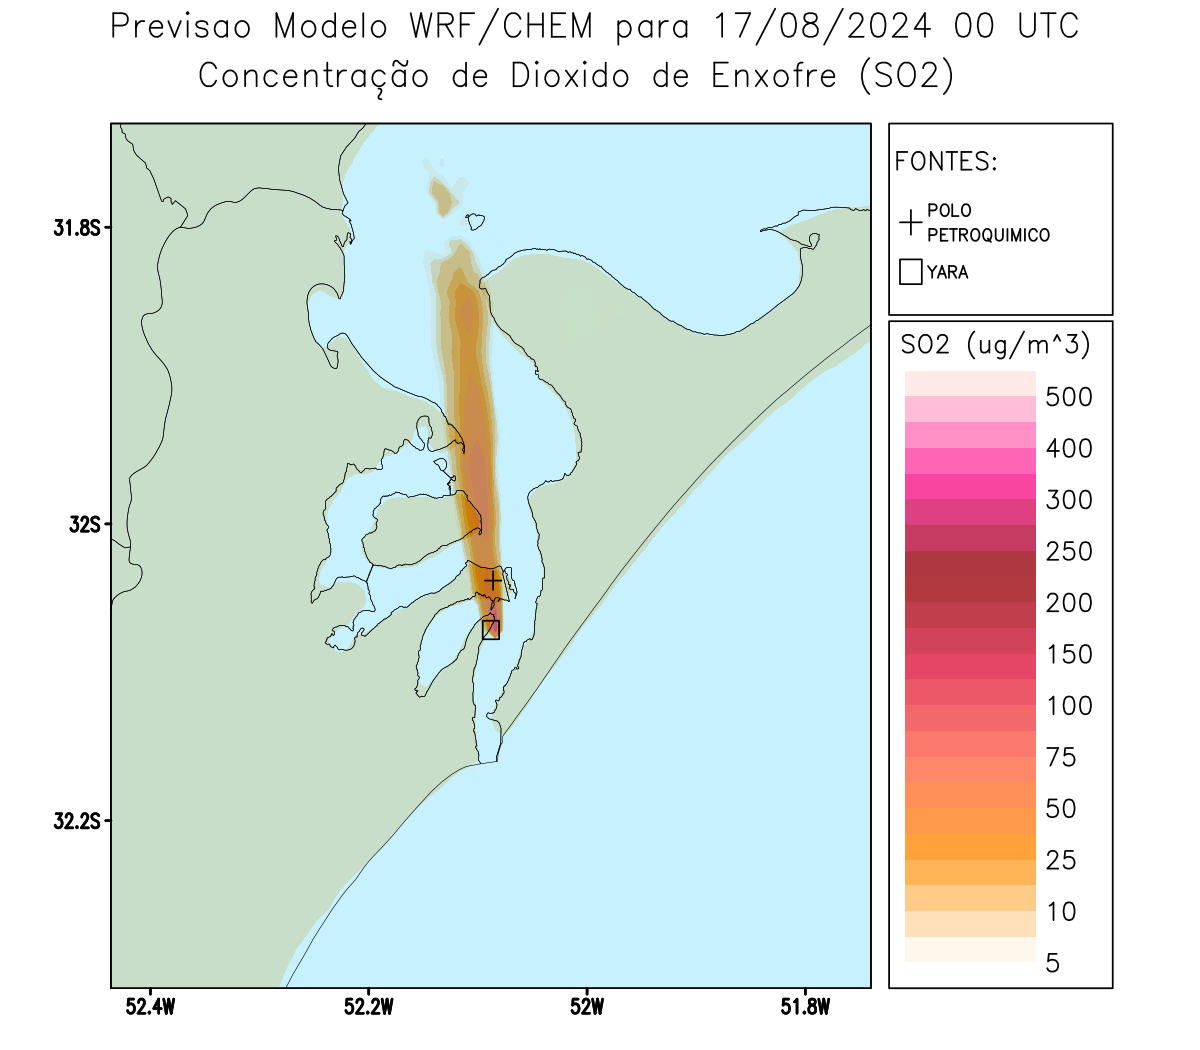 Previsao Modelo WRF/CHEM para 17/08/2024 00 UTC
Concentração de Dioxido de Enxofre (SO2)
FONTES:
POLO
PETROQUIMICO
YARA
31.8S
32S
32.2S
52.4W
52.2W
52W
51.8W
SO2 (ug/m^3)
500
400
300
250
200
150
100
75
50
25
10
5